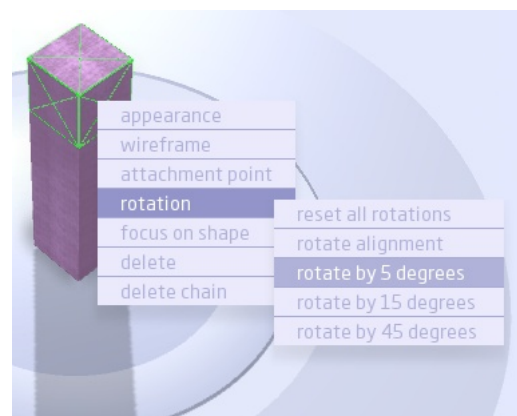 appearance
wireframe
attachment point
rotation
focus on shape
delete
delete chain
reset all rotations
rotate alignment
rotate by 5 degrees
rotate by 15 degrees
rotate by 45 degrees